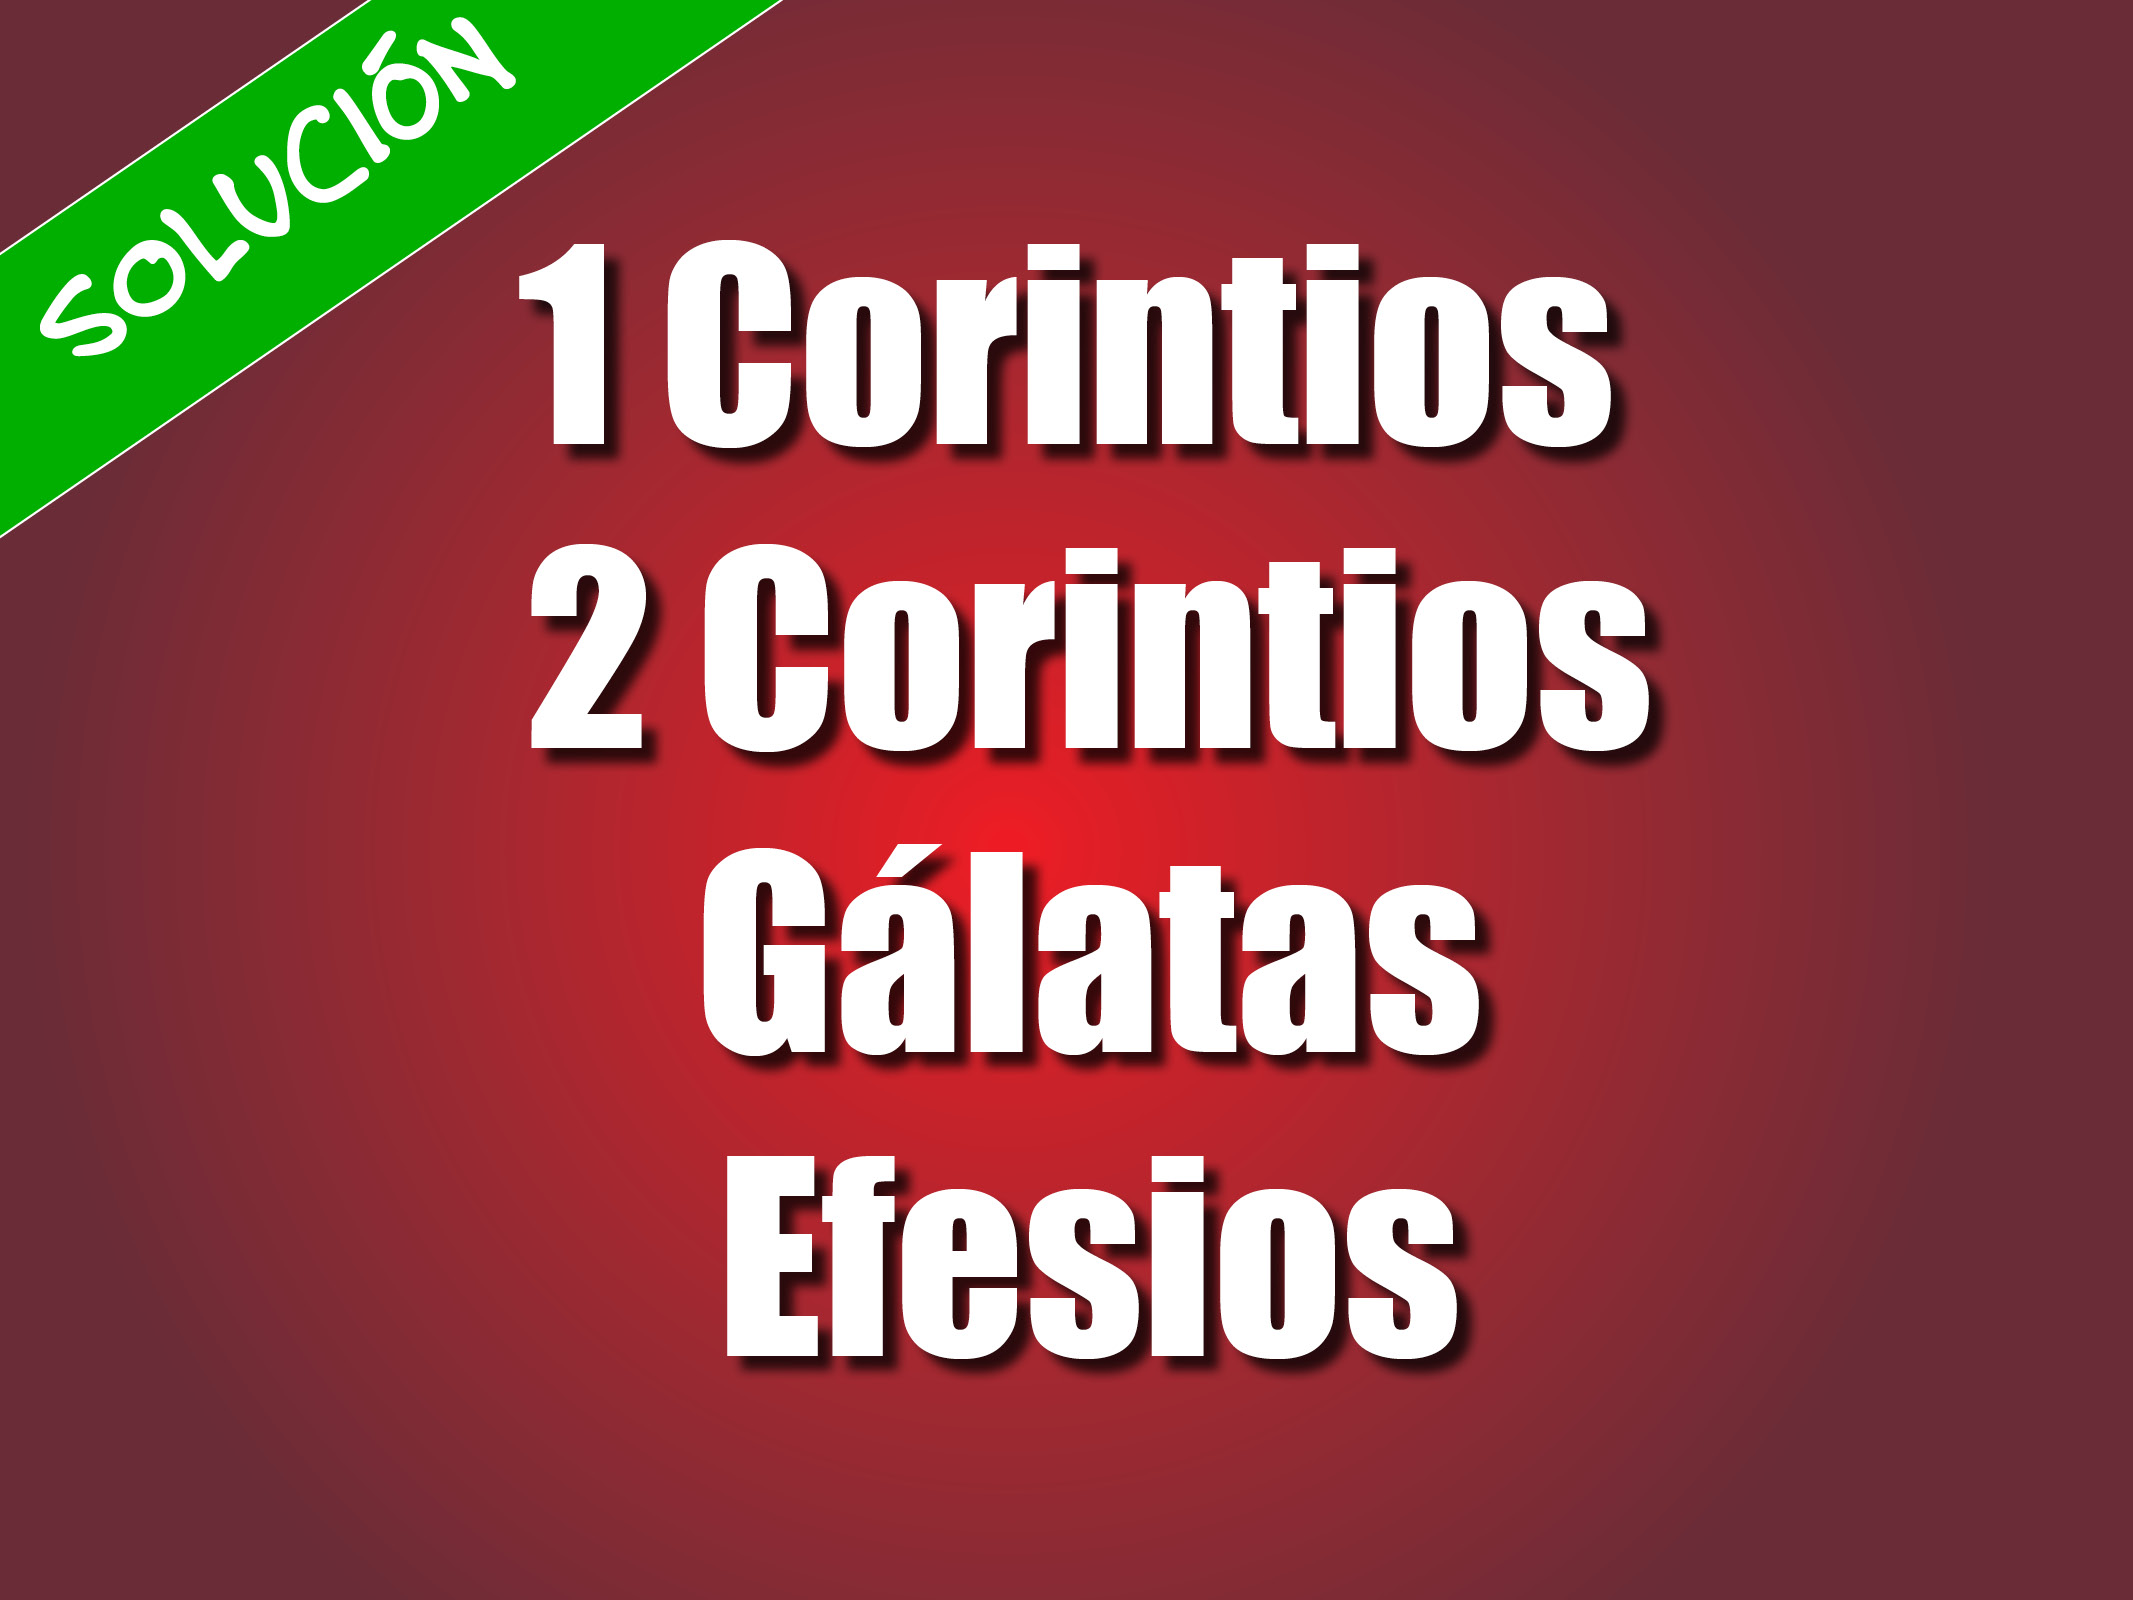 SOLUCIÓN
1 Corintios
2 Corintios
Gálatas
Efesios